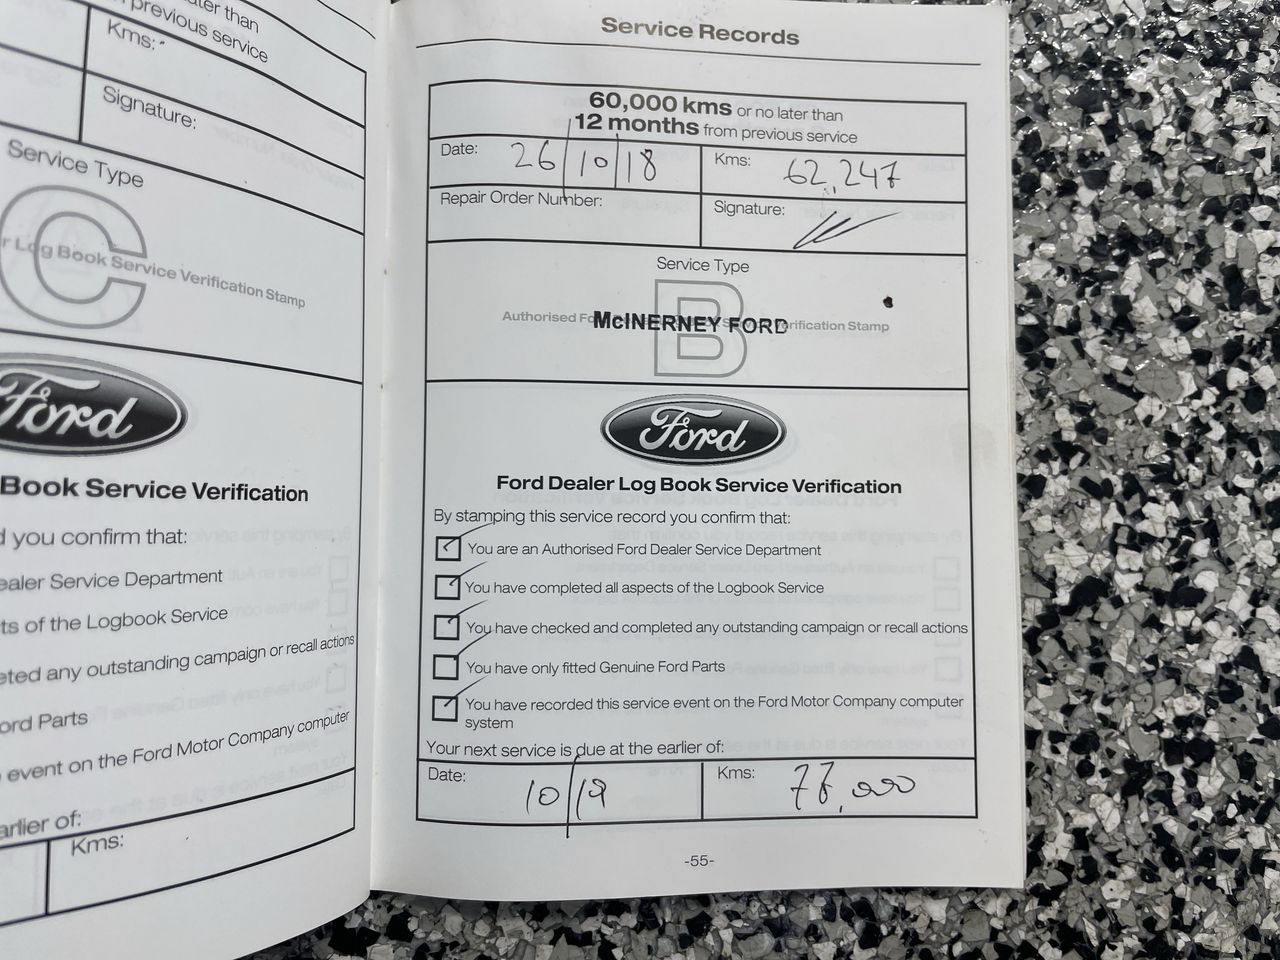 later than
previous service
Kms:
Signature:
Service Type
C
r Log Book Service Verification Stamp
Ford
Book Service Verification
d you confirm that:
ealer Service Department
ts of the Logbook Service
eted any outstanding campaign or recall actions
ord Parts
event on the Ford Motor Company computer
arlier of:
Kms:
Service Records
60,000 kms or no later than
12 months from previous service
Date: 26/10/18 Kms: 62,247
Repair Order Number: Signature:
Service Type
B
Authorised Fo
McINERNEY FORD
erification Stamp
Ford
Ford Dealer Log Book Service Verification
By stamping this service record you confirm that:
You are an Authorised Ford Dealer Service Department
You have completed all aspects of the Logbook Service
You have checked and completed any outstanding campaign or recall actions
You have only fitted Genuine Ford Parts
You have recorded this service event on the Ford Motor Company computer
system
Your next service is due at the earlier of:
Date: 10/19 Kms: 77,000
-55-